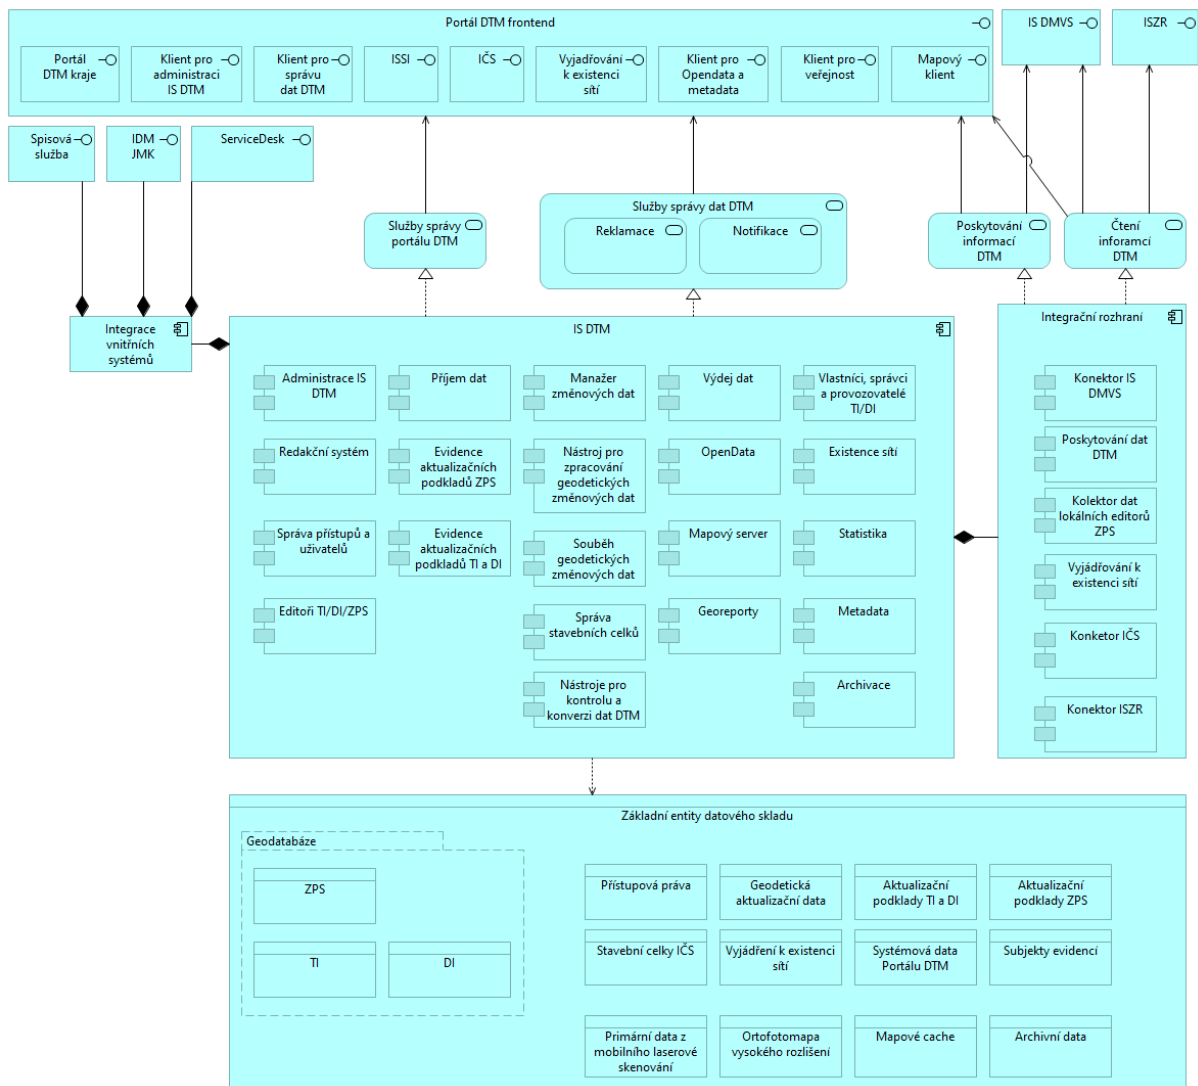 Portál DTM frontend
IS DMVS
ISZR
Portál
DTM kraje
Klient pro
administraci
IS DTM
Klient pro
správu
dat DTM
ISSI
IČS
Vyjadřování
k existenci
sítí
Klient pro
Opendata a
metadata
Klient pro
veřejnost
Mapový
klient
Spisová
služba
IDM
JMK
ServiceDesk
Služby správy
portálu DTM
Služby správy dat DTM
Reklamace
Notifikace
Poskytování
informací
DTM
Čtení
inforamcí
DTM
Integrace
vnitřních
systémů
IS DTM
Integrační rozhraní
Administrace IS
DTM
Příjem dat
Manažer
změnových dat
Výdej dat
Vlastníci, správci
a provozovatelé
TI/DI
Redakční systém
Evidence
aktualizačních
podkladů ZPS
Nástroj pro
zpracování
geodetických
změnových dat
OpenData
Existence sítí
Správa přístupů a
uživatelů
Evidence
aktualizačních
podkladů TI a DI
Souběh
geodetických
změnových dat
Mapový server
Statistika
Editoři TI/DI/ZPS
Správa
stavebních celků
Georeporty
Metadata
Nástroje pro
kontrolu a
konverzi dat DTM
Archivace
Konektor IS
DMVS
Poskytování dat
DTM
Kolektor dat
lokálních editorů
ZPS
Vyjádřování k
existenci sítí
Konketor IČS
Konektor ISZR
Základní entity datového skladu
Geodatabáze
ZPS
TI
DI
Přístupová práva
Geodetická
aktualizační data
Aktualizační
podklady TI a DI
Aktualizační
podklady ZPS
Stavební celky IČS
Vyjádření k existenci
sítí
Systémová data
Portálu DTM
Subjekty evidencí
Primární data z
mobilního laserové
skenování
Ortofotomapa
vysokého rozlišení
Mapové cache
Archivní data